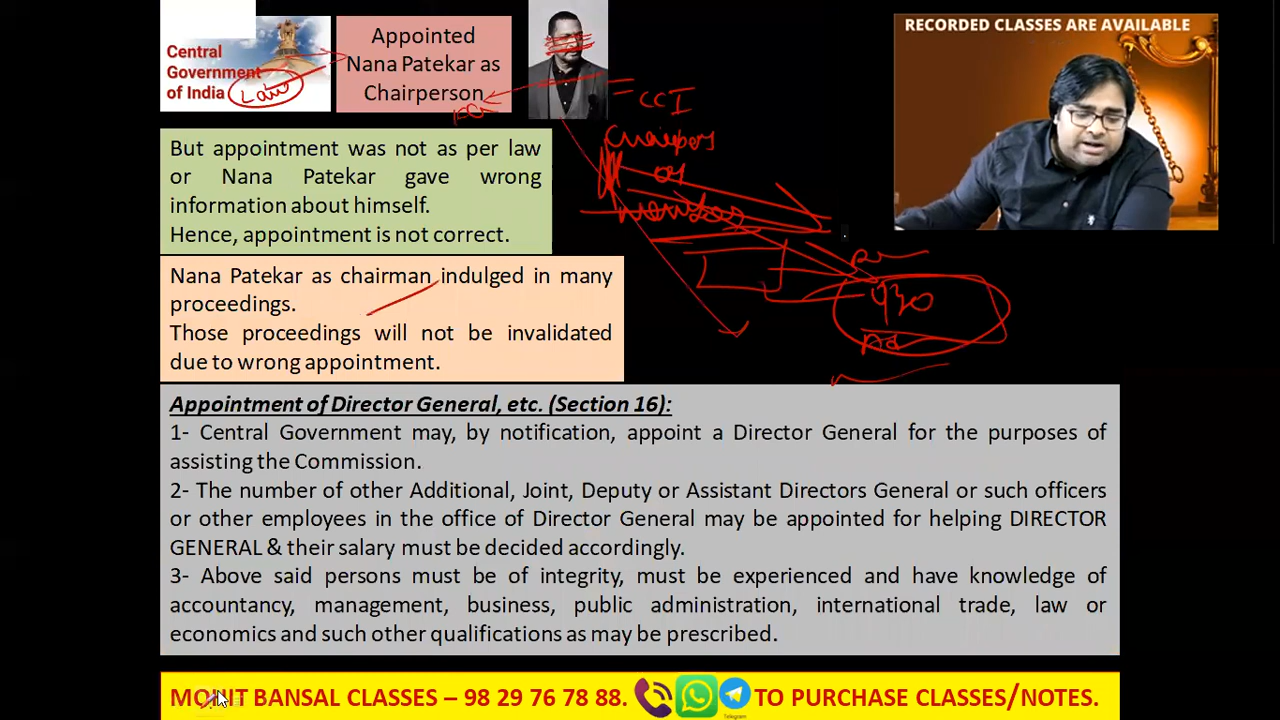 RECORDED CLASSES ARE AVAILABLE
Central
Government
of India
Appointed
Nana Patekar as
Chairperson
CCI
But appointment was not as per law
or Nana Patekar gave wrong
information about himself.
Hence, appointment is not correct.
Nana Patekar as chairman indulged in many
proceedings.
Those proceedings will not be invalidated
due to wrong appointment.
Appointment of Director General, etc. (Section 16):
1- Central Government may, by notification, appoint a Director General for the purposes of
assisting the Commission.
2- The number of other Additional, Joint, Deputy or Assistant Directors General or such officers
or other employees in the office of Director General may be appointed for helping DIRECTOR
GENERAL & their salary must be decided accordingly.
3- Above said persons must be of integrity, must be experienced and have knowledge of
accountancy, management, business, public administration, international trade, law or
economics and such other qualifications as may be prescribed.
MOHIT BANSAL CLASSES – 98 29 76 78 88. TO PURCHASE CLASSES/NOTES.
Telegram